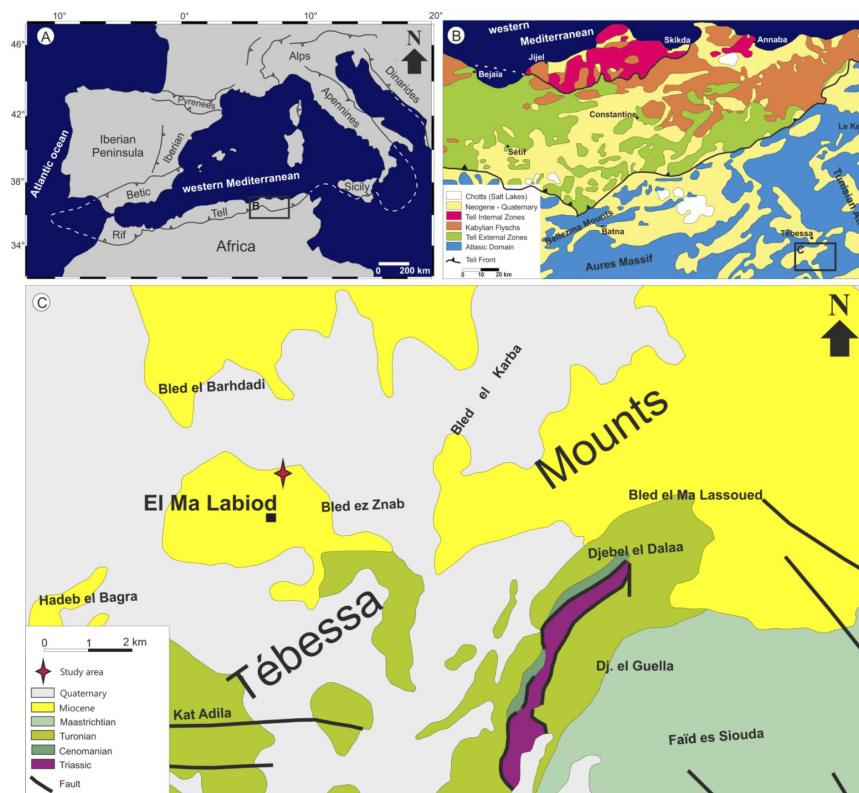 A
10°
0°
10°
20°
46°
42°
38°
36°
34°
N
Alps
Dinarides
Pyrenees
Apennines
Iberian
Peninsula
Iberian
Atlantic ocean
western Mediterranean
Betic
Sicily
B
Tell
Rif
Africa
0 200 km
B
western
Mediterranean
Skikda
Annaba
Jijel
Bejaïa
Constantine
Sétif
Chotts (Salt Lakes)
Neogene - Quaternary
Tell Internal Zones
Kabylian Flyschs
Tell External Zones
Atlasic Domain
Tell Front
0 10 20 km
Bellezma Mounts
Batna
Aures Massif
Tébessa
C
C
N
Bled el Barhdadi
Bled el Karba
Mounts
El Ma Labiod
Bled ez Znab
Bled el Ma Lassoued
Djebel el Dalaa
Hadeb el Bagra
Tébessa
Dj. el Guella
Kat Adila
Faïd es Siouda
0 1 2 km
Study area
Quaternary
Miocene
Maastrichtian
Turonian
Cenomanian
Triassic
Fault